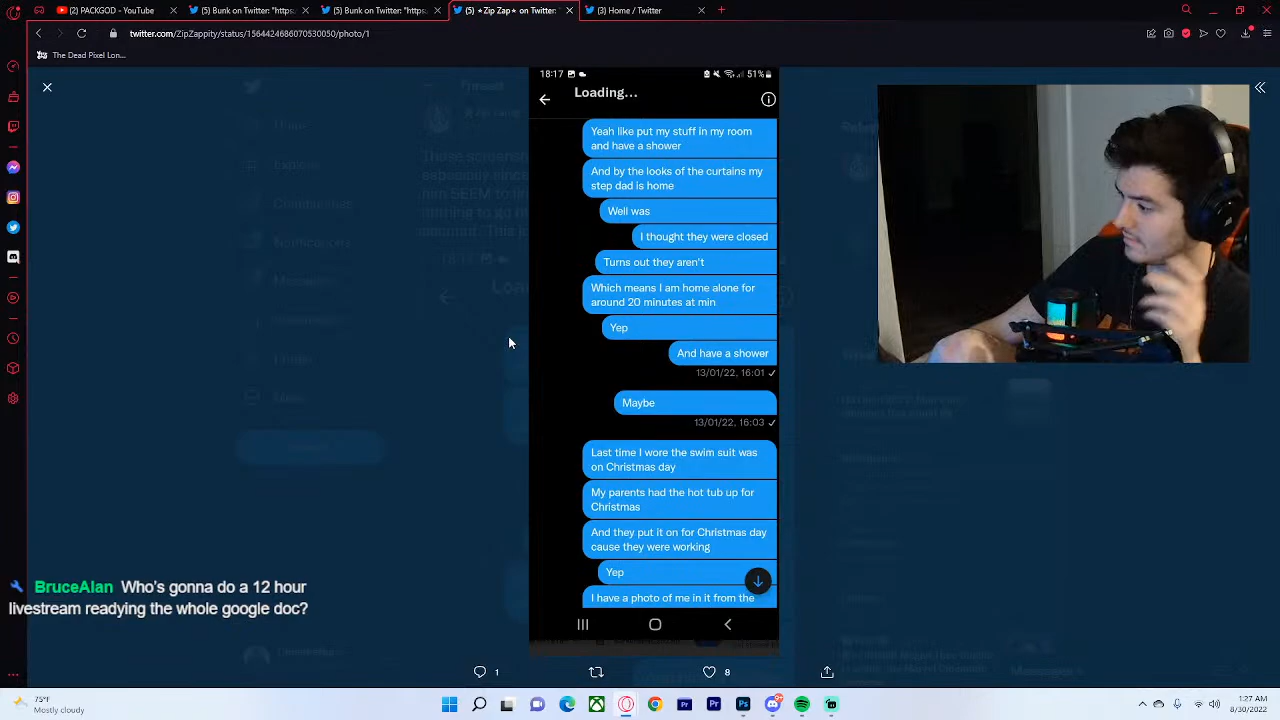 (2) PACKGOD - YouTube
(5) Bunk on Twitter: "https:
(5) Bunk on Twitter: "https:
on Twitter:
(3) Home / Twitter
twitter.com/ZipZappity/status/1564424686070530050/photo/1
The Dead Pixel Lon...
18:17
51%
Loading...
Yeah like put my stuff in my room
and have a shower
And by the looks of the curtains my
step dad is home
Well was
I thought they were closed
Turns out they aren't
Which means I am home alone for
around 20 minutes at min
Yep
And have a shower
13/01/22, 16:01
Maybe
13/01/22, 16:03
Last time I wore the swim suit was
on Christmas day
My parents had the hot tub up for
Christmas
And they put it on for Christmas day
cause they were working
Yep
I have a photo of me in it from the
BruceAlan Who's gonna do a 12 hour
livestream readying the whole google doc?
1
8
73°F
Mostly cloudy
1:27 AM
8/30/2022